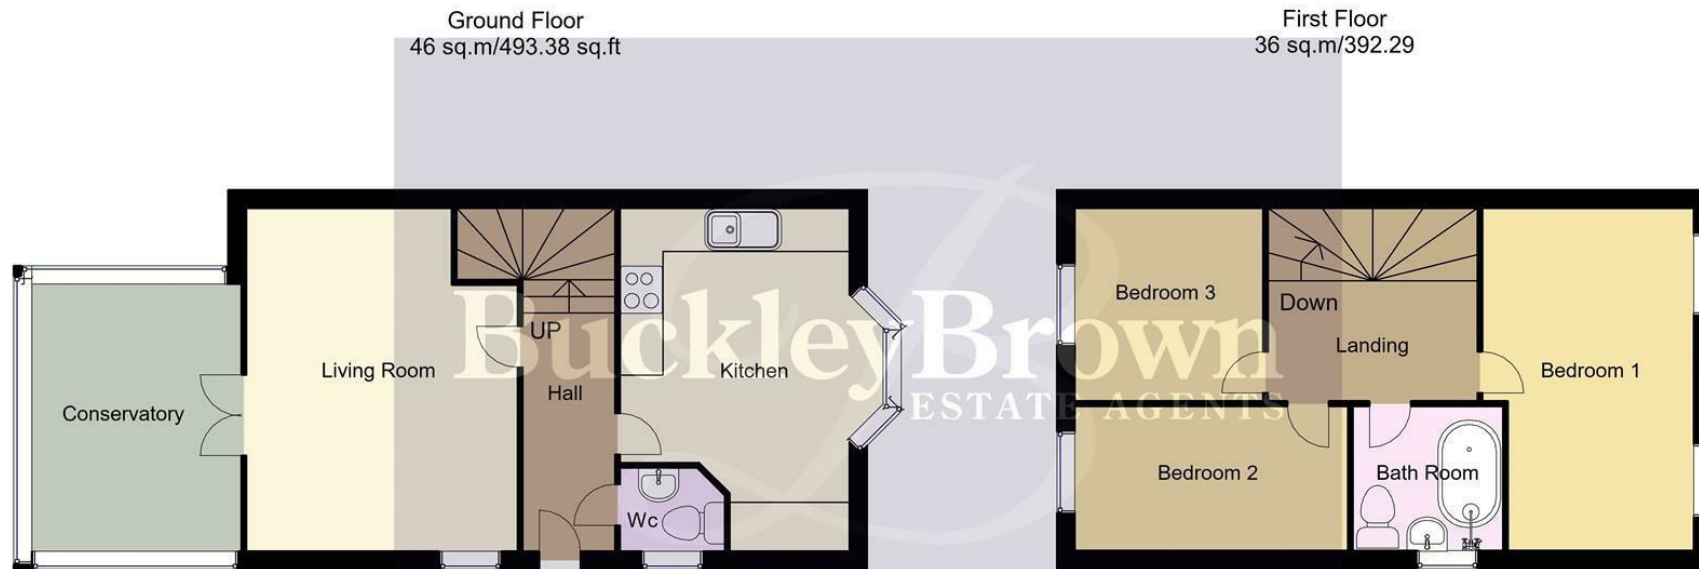 Ground Floor
46 sq.m/493.38 sq.ft
First Floor
36 sq.m/392.29
Conservatory
Living Room
UP
Hall
Kitchen
Wc
BuckleyBrown
ESTATE AGENTS
Bedroom 3
Down
Landing
Bedroom 1
Bedroom 2
Bath Room